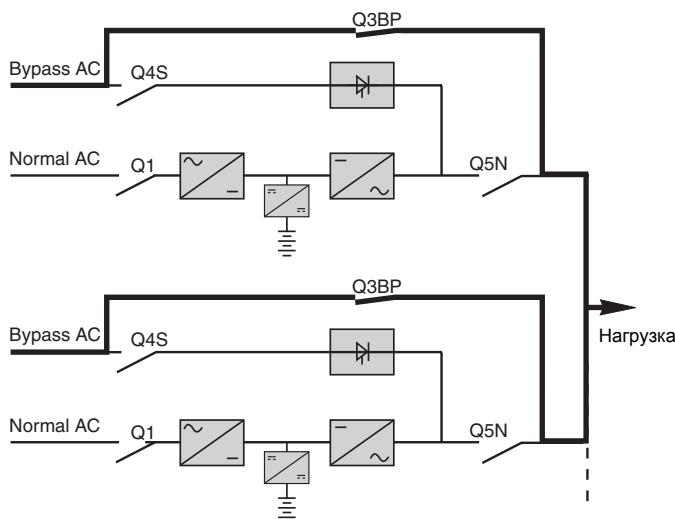 Q3BP
Bypass AC
Q4S
Normal AC
Q1
Q5N
Q3BP
Bypass AC
Q4S
Нагрузка
Normal AC
Q1
Q5N